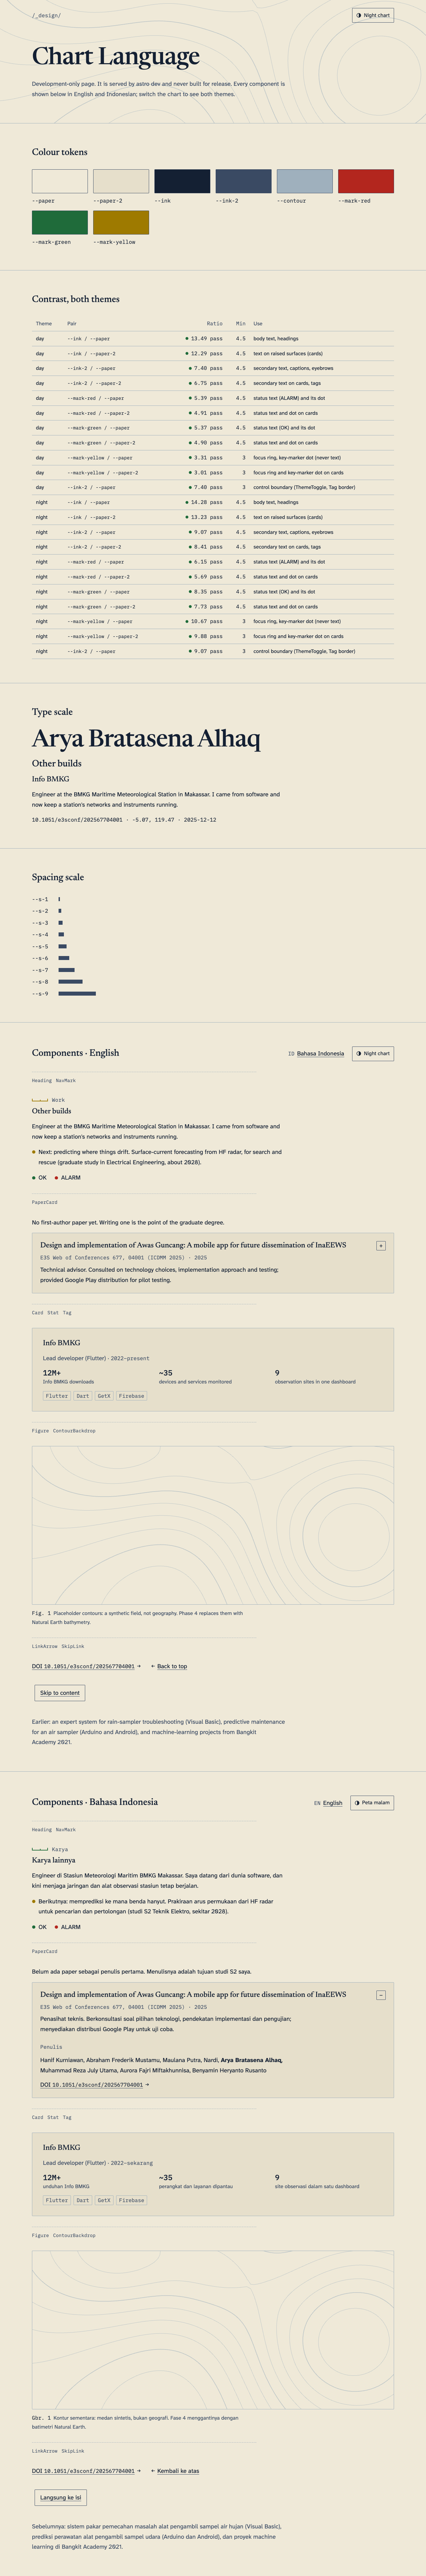 /_design/
Night chart
Chart Language
Development-only page. It is served by astro dev and never built for release. Every component is
shown below in English and Indonesian; switch the chart to see both themes.
Colour tokens
--paper
--paper-2
--ink
--ink-2
--contour
--mark-red
--mark-green
--mark-yellow
Contrast, both themes
Theme Pair Ratio Min Use
day --ink / --paper 13.49 pass 4.5 body text, headings
day --ink / --paper-2 12.29 pass 4.5 text on raised surfaces (cards)
day --ink-2 / --paper 7.40 pass 4.5 secondary text, captions, eyebrows
day --ink-2 / --paper-2 6.75 pass 4.5 secondary text on cards, tags
day --mark-red / --paper 5.39 pass 4.5 status text (ALARM) and its dot
day --mark-red / --paper-2 4.91 pass 4.5 status text and dot on cards
day --mark-green / --paper 5.37 pass 4.5 status text (OK) and its dot
day --mark-green / --paper-2 4.90 pass 4.5 status text and dot on cards
day --mark-yellow / --paper 3.31 pass 3 focus ring, key-marker dot (never text)
day --mark-yellow / --paper-2 3.01 pass 3 focus ring and key-marker dot on cards
day --ink-2 / --paper 7.40 pass 3 control boundary (ThemeToggle, Tag border)
night --ink / --paper 14.28 pass 4.5 body text, headings
night --ink / --paper-2 13.23 pass 4.5 text on raised surfaces (cards)
night --ink-2 / --paper 9.07 pass 4.5 secondary text, captions, eyebrows
night --ink-2 / --paper-2 8.41 pass 4.5 secondary text on cards, tags
night --mark-red / --paper 6.15 pass 4.5 status text (ALARM) and its dot
night --mark-red / --paper-2 5.69 pass 4.5 status text and dot on cards
night --mark-green / --paper 8.35 pass 4.5 status text (OK) and its dot
night --mark-green / --paper-2 7.73 pass 4.5 status text and dot on cards
night --mark-yellow / --paper 10.67 pass 3 focus ring, key-marker dot (never text)
night --mark-yellow / --paper-2 9.88 pass 3 focus ring and key-marker dot on cards
night --ink-2 / --paper 9.07 pass 3 control boundary (ThemeToggle, Tag border)
Type scale
Arya Bratasena Alhaq
Other builds
Info BMKG
Engineer at the BMKG Maritime Meteorological Station in Makassar. I came from software and
now keep a station's networks and instruments running.
10.1051/e3sconf/202567704001 · -5.07, 119.47 · 2025-12-12
Spacing scale
--s-1
--s-2
--s-3
--s-4
--s-5
--s-6
--s-7
--s-8
--s-9
Components · English
ID Bahasa Indonesia
Night chart
Heading NavMark
Work
Other builds
Engineer at the BMKG Maritime Meteorological Station in Makassar. I came from software and
now keep a station's networks and instruments running.
Next: predicting where things drift. Surface-current forecasting from HF radar, for search and
rescue (graduate study in Electrical Engineering, about 2028).
OK ALARM
PaperCard
No first-author paper yet. Writing one is the point of the graduate degree.
Design and implementation of Awas Guncang: A mobile app for future dissemination of InaEEWS
+
E3S Web of Conferences 677, 04001 (ICOMM 2025) · 2025
Technical advisor. Consulted on technology choices, implementation approach and testing;
provided Google Play distribution for pilot testing.
Card Stat Tag
Info BMKG
Lead developer (Flutter) · 2022–present
12M+ ~35 9
Info BMKG downloads devices and services monitored observation sites in one dashboard
Flutter Dart GetX Firebase
Figure ContourBackdrop
Fig. 1 Placeholder contours: a synthetic field, not geography. Phase 4 replaces them with
Natural Earth bathymetry.
LinkArrow SkipLink
DOI 10.1051/e3sconf/202567704001 → ← Back to top
Skip to content
Earlier: an expert system for rain-sampler troubleshooting (Visual Basic), predictive maintenance
for an air sampler (Arduino and Android), and machine-learning projects from Bangkit
Academy 2021.
Components · Bahasa Indonesia
EN English
Peta malam
Heading NavMark
Karya
Karya lainnya
Engineer di Stasiun Meteorologi Maritim BMKG Makassar. Saya datang dari dunia software, dan
kini menjaga jaringan dan alat observasi stasiun tetap berjalan.
Berikutnya: memprediksi ke mana benda hanyut. Prakiraan arus permukaan dari HF radar
untuk pencarian dan pertolongan (studi S2 Teknik Elektro, sekitar 2028).
OK ALARM
PaperCard
Belum ada paper sebagai penulis pertama. Menulisnya adalah tujuan studi S2 saya.
Design and implementation of Awas Guncang: A mobile app for future dissemination of InaEEWS
−
E3S Web of Conferences 677, 04001 (ICOMM 2025) · 2025
Penasihat teknis. Berkonsultasi soal pilihan teknologi, pendekatan implementasi dan pengujian;
menyediakan distribusi Google Play untuk uji coba.
Penulis
Hanif Kurniawan, Abraham Frederik Mustamu, Maulana Putra, Nardi, Arya Bratasena Alhaq,
Muhammad Reza July Utama, Aurora Fajri Miftakhunnisa, Benyamin Heryanto Rusanto
DOI 10.1051/e3sconf/202567704001 →
Card Stat Tag
Info BMKG
Lead developer (Flutter) · 2022–sekarang
12M+ ~35 9
unduhan Info BMKG perangkat dan layanan dipantau site observasi dalam satu dashboard
Flutter Dart GetX Firebase
Figure ContourBackdrop
Gbr. 1 Kontur sementara: medan sintetis, bukan geografi. Fase 4 menggantinya dengan
batimetri Natural Earth.
LinkArrow SkipLink
DOI 10.1051/e3sconf/202567704001 → ← Kembali ke atas
Langsung ke isi
Sebelumnya: sistem pakar pemecahan masalah alat pengambil sampel air hujan (Visual Basic),
prediksi perawatan alat pengambil sampel udara (Arduino dan Android), dan proyek machine
learning di Bangkit Academy 2021.